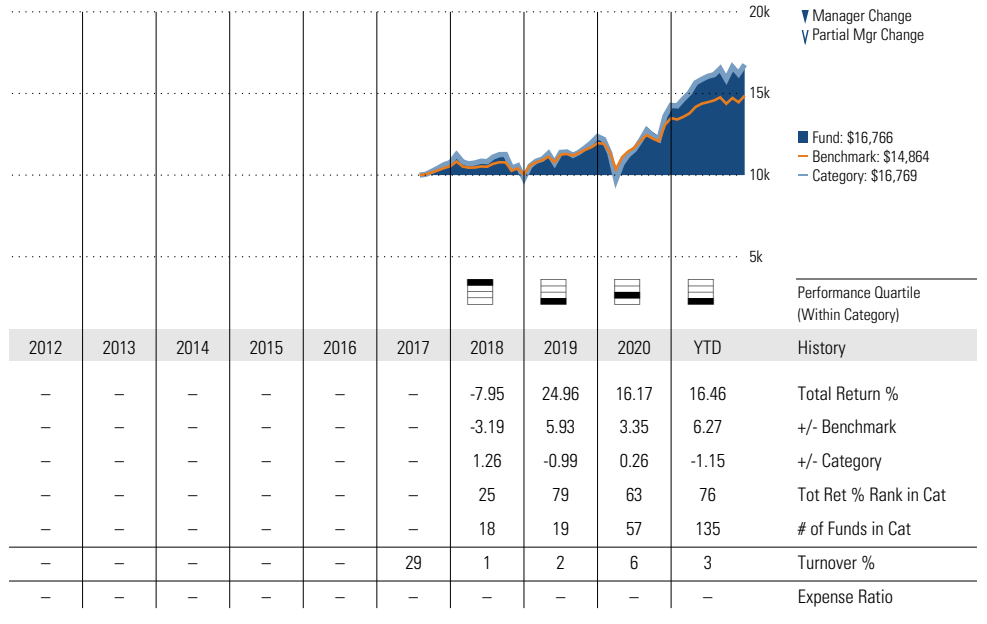 20k
15k
10k
5k
▼ Manager Change
Partial Mgr Change
Fund: $16,766
Benchmark: $14,864
Category: $16,769
Performance Quartile
(Within Category)
2012 2013 2014 2015 2016 2017 2018 2019 2020 YTD History
– – – – – – -7.95 24.96 16.17 16.46 Total Return %
– – – – – – -3.19 5.93 3.35 6.27 +/- Benchmark
– – – – – – 1.26 -0.99 0.26 -1.15 +/- Category
– – – – – – 25 79 63 76 Tot Ret % Rank in Cat
– – – – – – 18 19 57 135 # of Funds in Cat
– – – – – 29 1 2 6 3 Turnover %
– – – – – – – – – – Expense Ratio